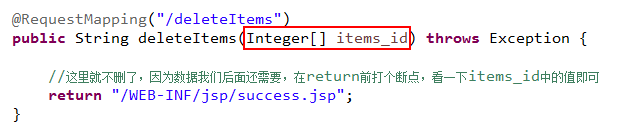 @RequestMapping("/deleteItems")
public String deleteItems(Integer[] items_id) throws Exception {
//这里就不删了，因为数据我们后面还需要，在return前打个断点，看一下items_id中的值即可
return "/WEB-INF/jsp/success.jsp";
}